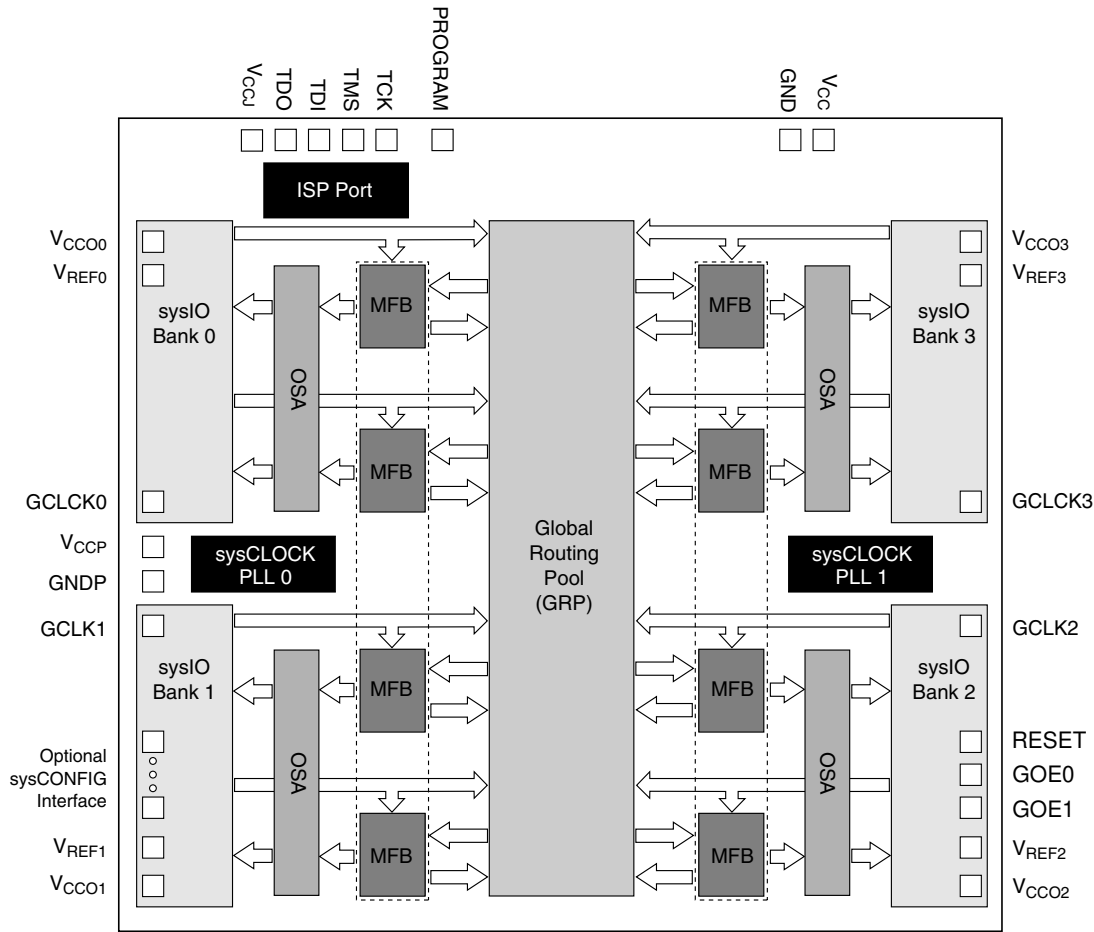 VCCJ
TDO
TDI
TMS
TCK
PROGRAM
GND
VCC
ISP Port
VCCO0
VREF0
sysIO
Bank 0
OSA
MFB
MFB
GCLCK0
VCCP
GNDP
sysCLOCK
PLL 0
GCLK1
sysIO
Bank 1
Optional
sysCONFIG
Interface
VREF1
VCCO1
OSA
MFB
MFB
Global
Routing
Pool
(GRP)
MFB
MFB
OSA
sysIO
Bank 3
VCCO3
VREF3
GCLCK3
sysCLOCK
PLL 1
MFB
MFB
OSA
sysIO
Bank 2
GCLK2
RESET
GOE0
GOE1
VREF2
VCCO2